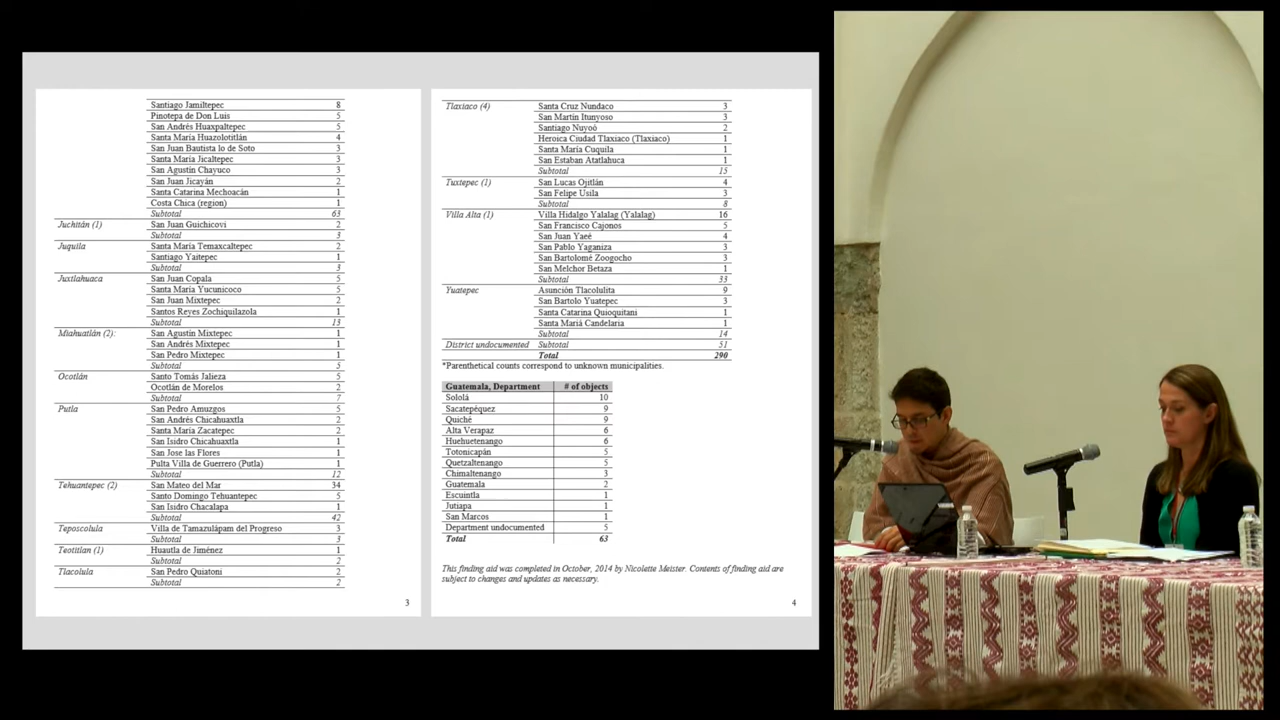 Santiago Jamiltepec 8
Pinotepa de Don Luis 5
San Andrés Huaxpaltepec 5
Santa María Huazolotitlán 4
San Juan Bautista lo de Soto 3
Santa María Jicaltepec 3
San Agustín Chayuco 3
San Juan Jicayán 2
Santa Catarina Mechoacán 1
Costa Chica (region) 1
Subtotal 63
Juchitán (1) San Juan Guichicovi 2
Subtotal 3
Juquila Santa María Temaxcaltepec 2
Santiago Yaitepec 1
Subtotal 3
Juxtlahuaca San Juan Copala 5
Santa María Yucunicoco 5
San Juan Mixtepec 2
Santos Reyes Zochiquilazola 1
Subtotal 13
Miahuatlán (2): San Agustín Mixtepec 1
San Andrés Mixtepec 1
San Pedro Mixtepec 1
Subtotal 5
Ocotlán Santo Tomás Jalieza 5
Ocotlán de Morelos 2
Subtotal 7
Putla San Pedro Amuzgos 5
San Andrés Chicahuaxtla 2
Santa María Zacatepec 2
San Isidro Chicahuaxtla 1
San Jose las Flores 1
Pulta Villa de Guerrero (Putla) 1
Subtotal 12
Tehuantepec (2) San Mateo del Mar 34
Santo Domingo Tehuantepec 5
San Isidro Chacalapa 1
Subtotal 42
Teposcolula Villa de Tamazulápam del Progreso 3
Subtotal 3
Teotitlan (1) Huautla de Jiménez 1
Subtotal 2
Tlacolula San Pedro Quiatoni 2
Subtotal 2
3
Tlaxiaco (4) Santa Cruz Nundaco 3
San Martín Itunyoso 3
Santiago Nuyoó 2
Heroica Ciudad Tlaxiaco (Tlaxiaco) 1
Santa María Cuquila 1
San Estaban Atatlahuca 1
Subtotal 15
Tuxtepec (1) San Lucas Ojitlán 4
San Felipe Usila 3
Subtotal 8
Villa Alta (1) Villa Hidalgo Yalalag (Yalalag) 16
San Francisco Cajonos 5
San Juan Yaeé 4
San Pablo Yaganiza 3
San Bartolomé Zoogocho 3
San Melchor Betaza 1
Subtotal 33
Yuatepec Asunción Tlacolulita 9
San Bartolo Yuatepec 3
Santa Catarina Quioquitani 1
Santa Mariá Candelaria 1
Subtotal 14
District undocumented Subtotal 51
Total 290
*Parenthetical counts correspond to unknown municipalities.
Guatemala, Department # of objects
Sololá 10
Sacatepéquez 9
Quiché 9
Alta Verapaz 6
Huehuetenango 6
Totonicapán 5
Quetzaltenango 5
Chimaltenango 3
Guatemala 2
Escuintla 1
Jutiapa 1
San Marcos 1
Department undocumented 5
Total 63
This finding aid was completed in October, 2014 by Nicolette Meister. Contents of finding aid are
subject to changes and updates as necessary.
4